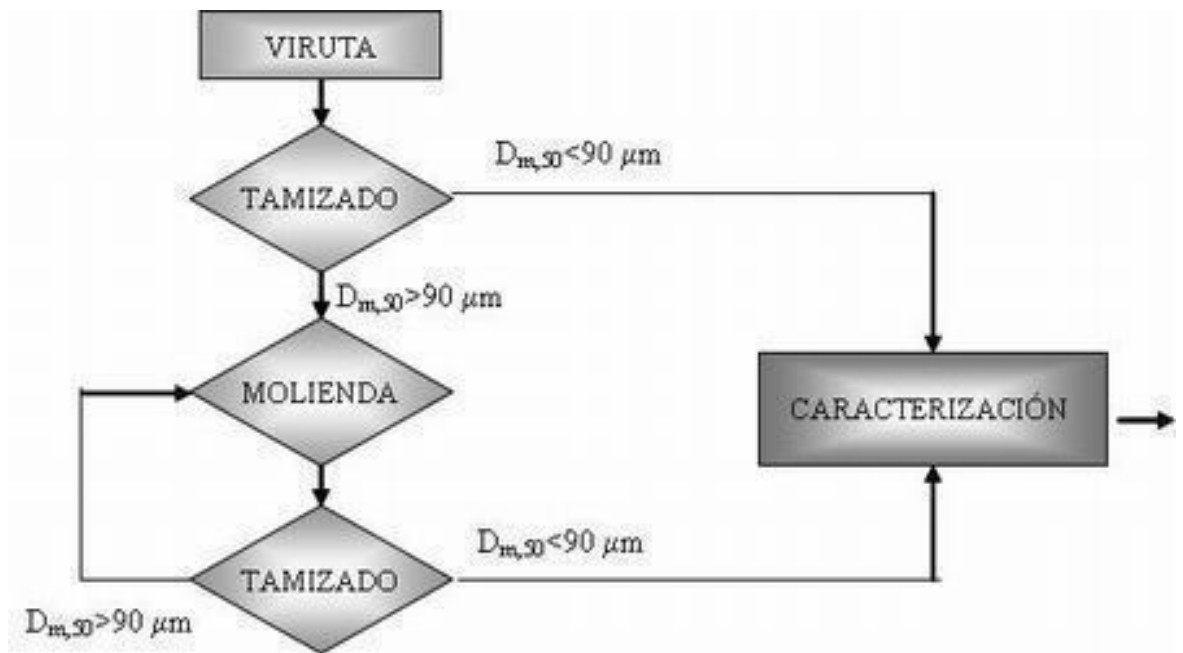 VIRUTA
Dm,50<90 μm
TAMIZADO
Dm,50>90 μm
MOLIENDA
CARACTERIZACIÓN
Dm,50<90 μm
TAMIZADO
Dm,50>90 μm